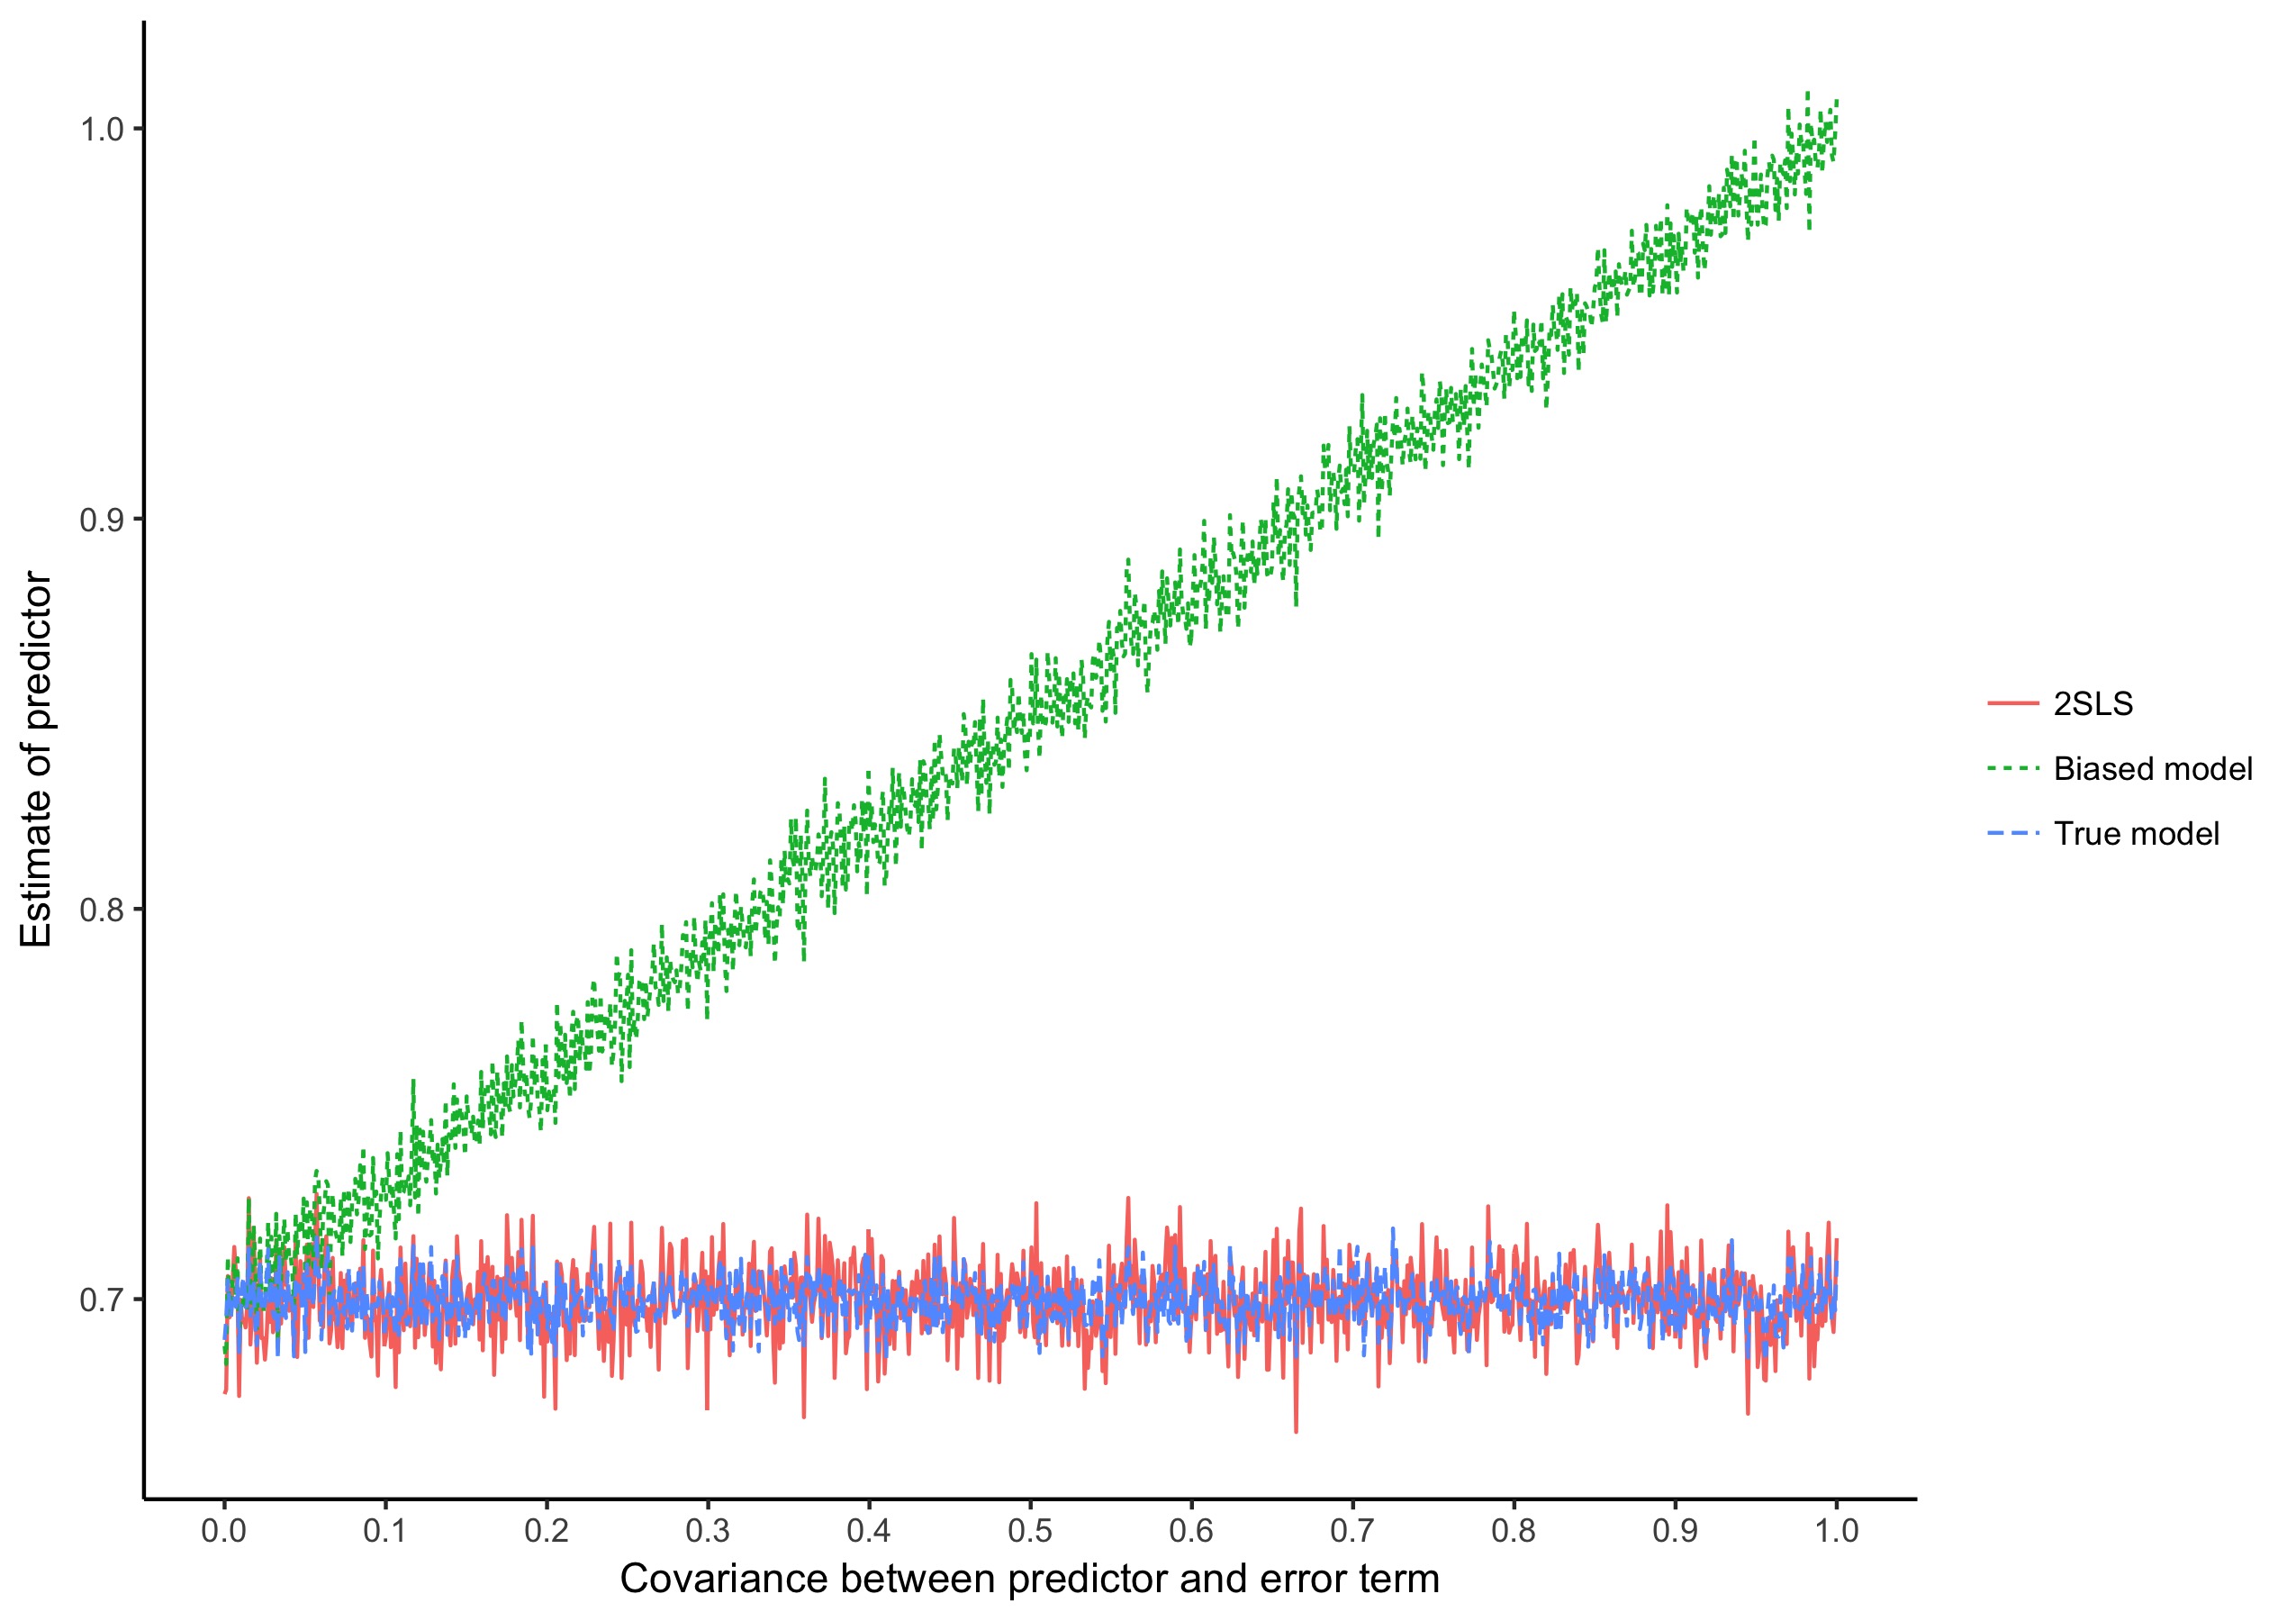 1.0
0.9
0.8
0.7
Estimate of predictor
0.0 0.1 0.2 0.3 0.4 0.5 0.6 0.7 0.8 0.9 1.0
Covariance between predictor and error term
2SLS
Biased model
True model